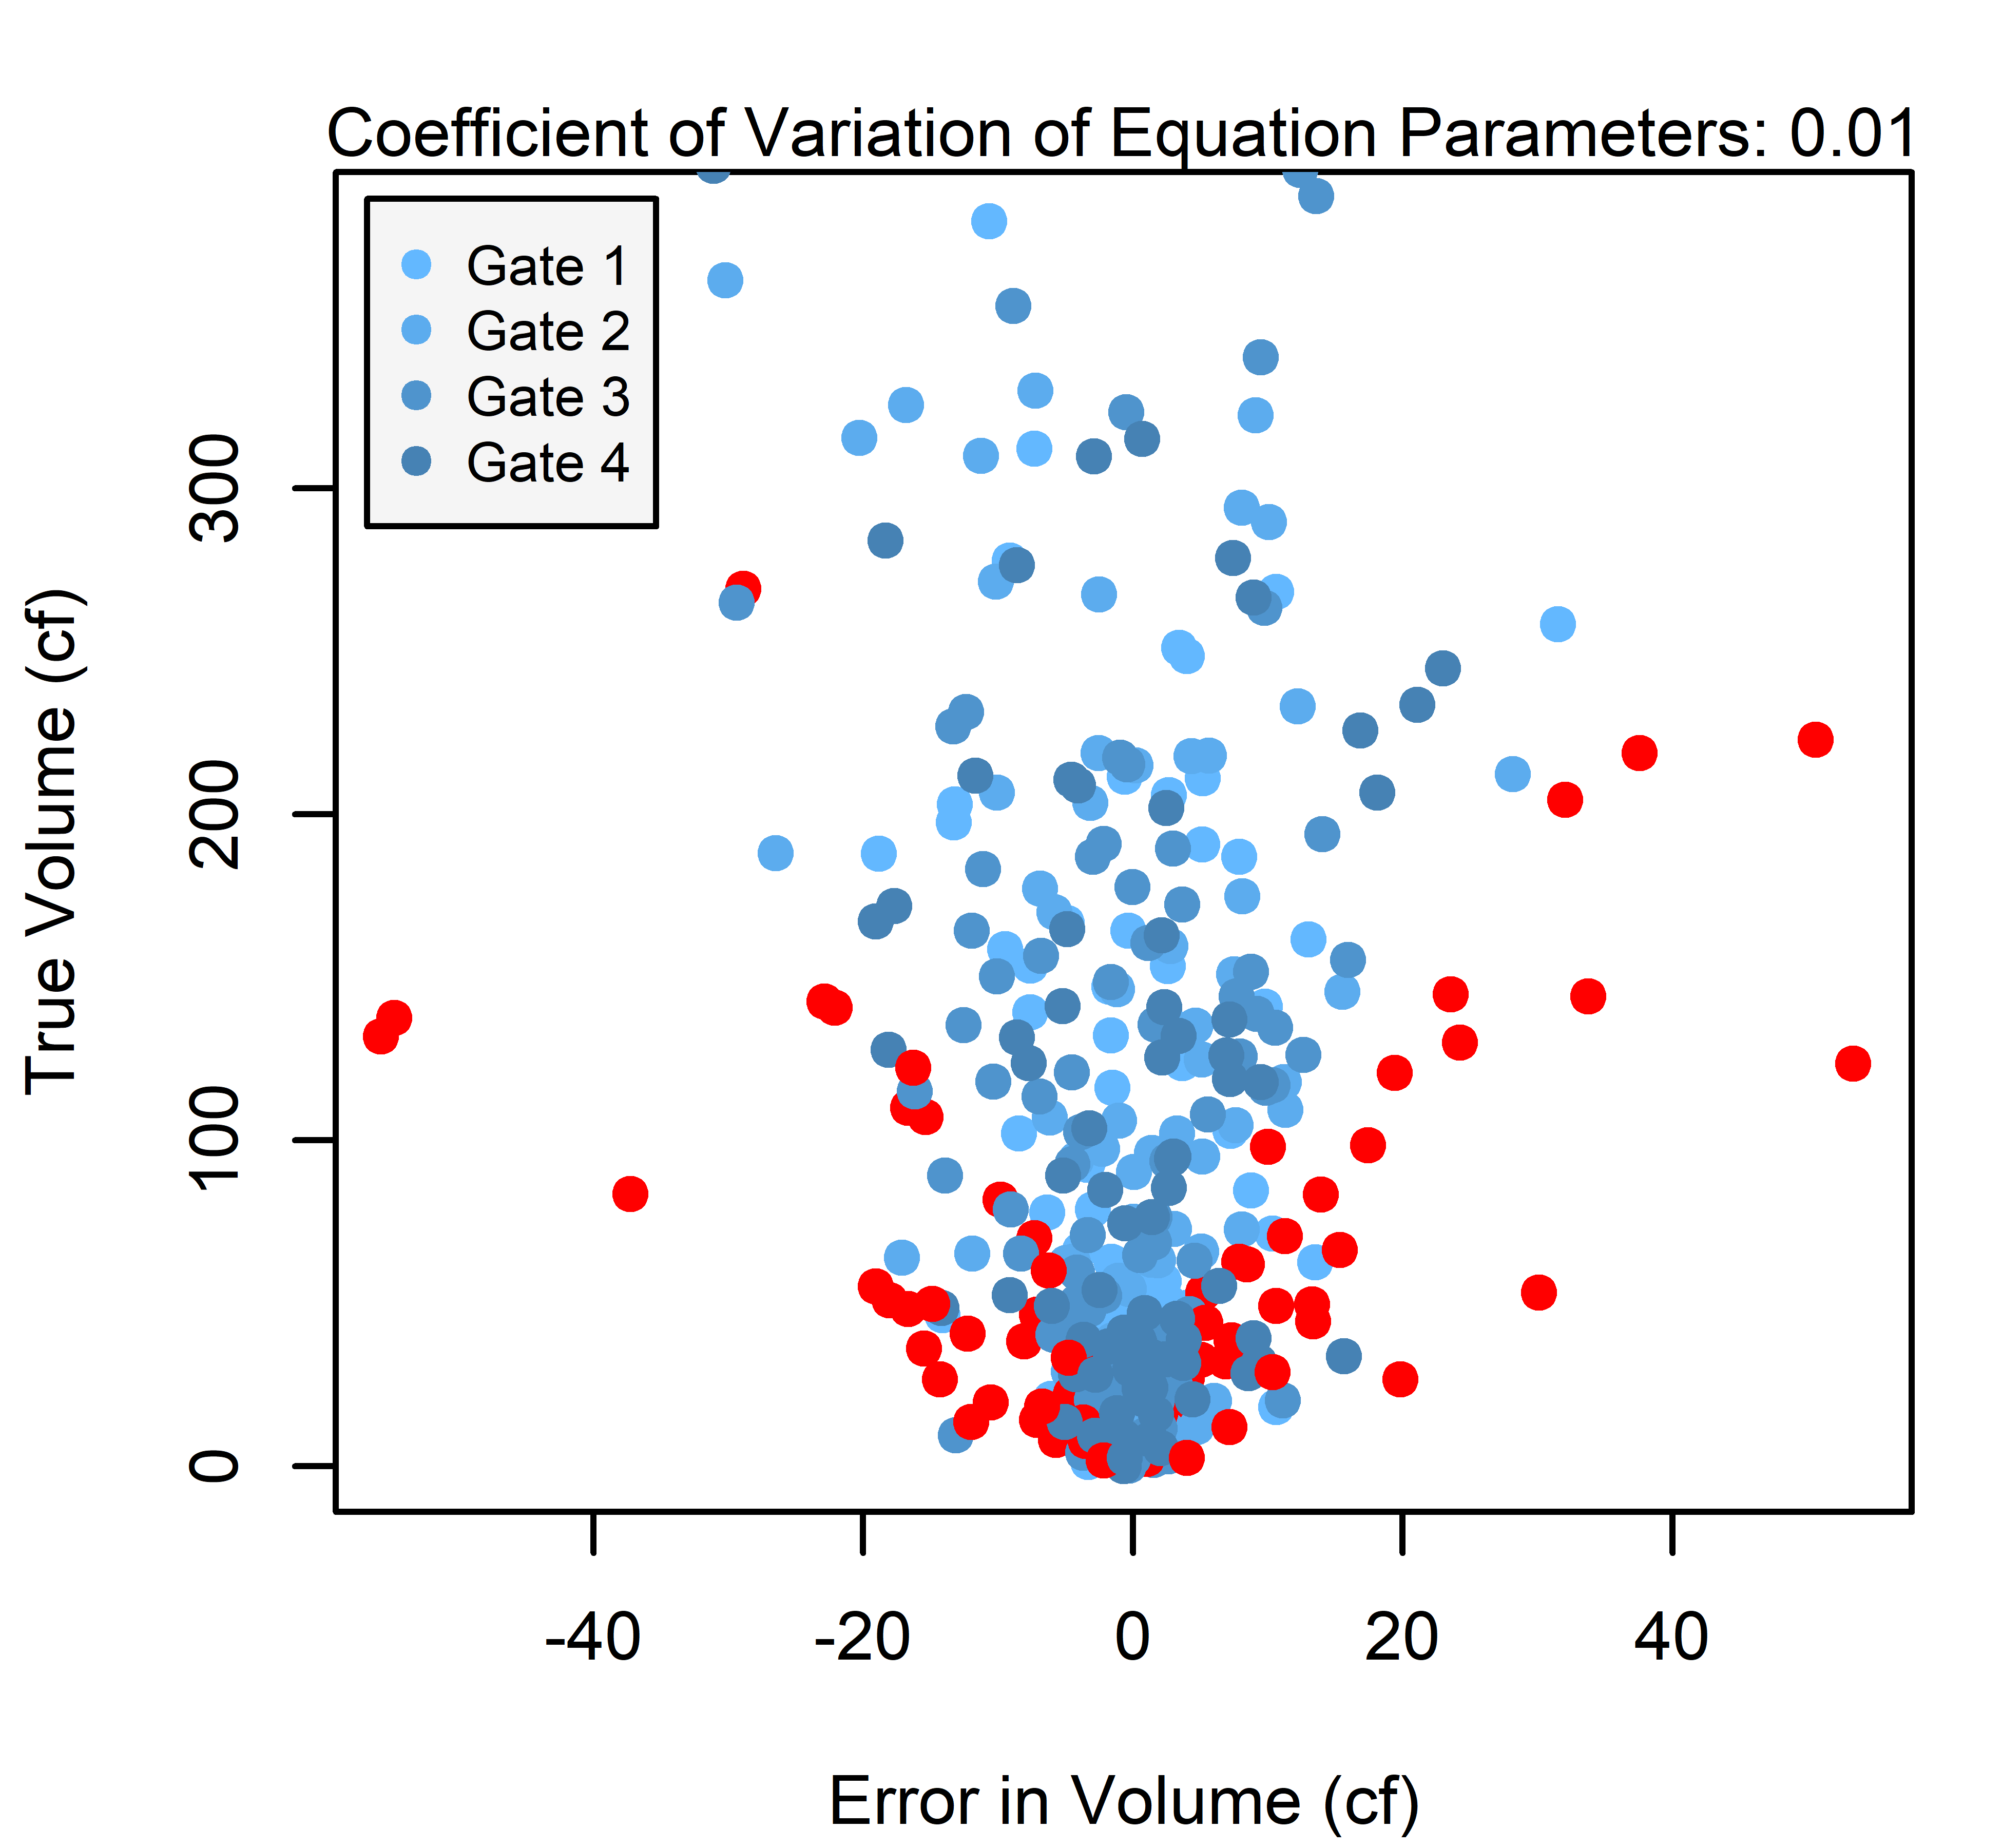 Coefficient of Variation of Equation Parameters: 0.01
Gate 1
Gate 2
Gate 3
Gate 4
True Volume (cf)
300
200
100
0
-40 -20 0 20 40
Error in Volume (cf)